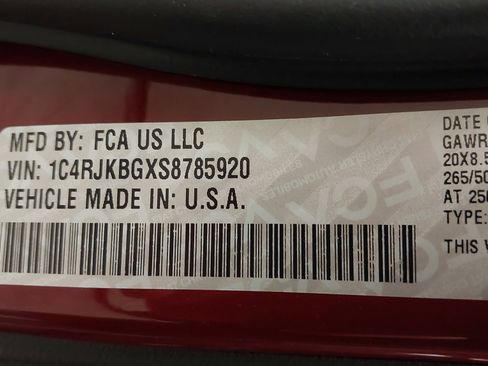 MFD BY: FCA US LLC
VIN: 1C4RJKBGXS8785920
VEHICLE MADE IN: U.S.A.
DATE O
GAWR
20X8.5
265/50
AT 250
TYPE:
THIS V